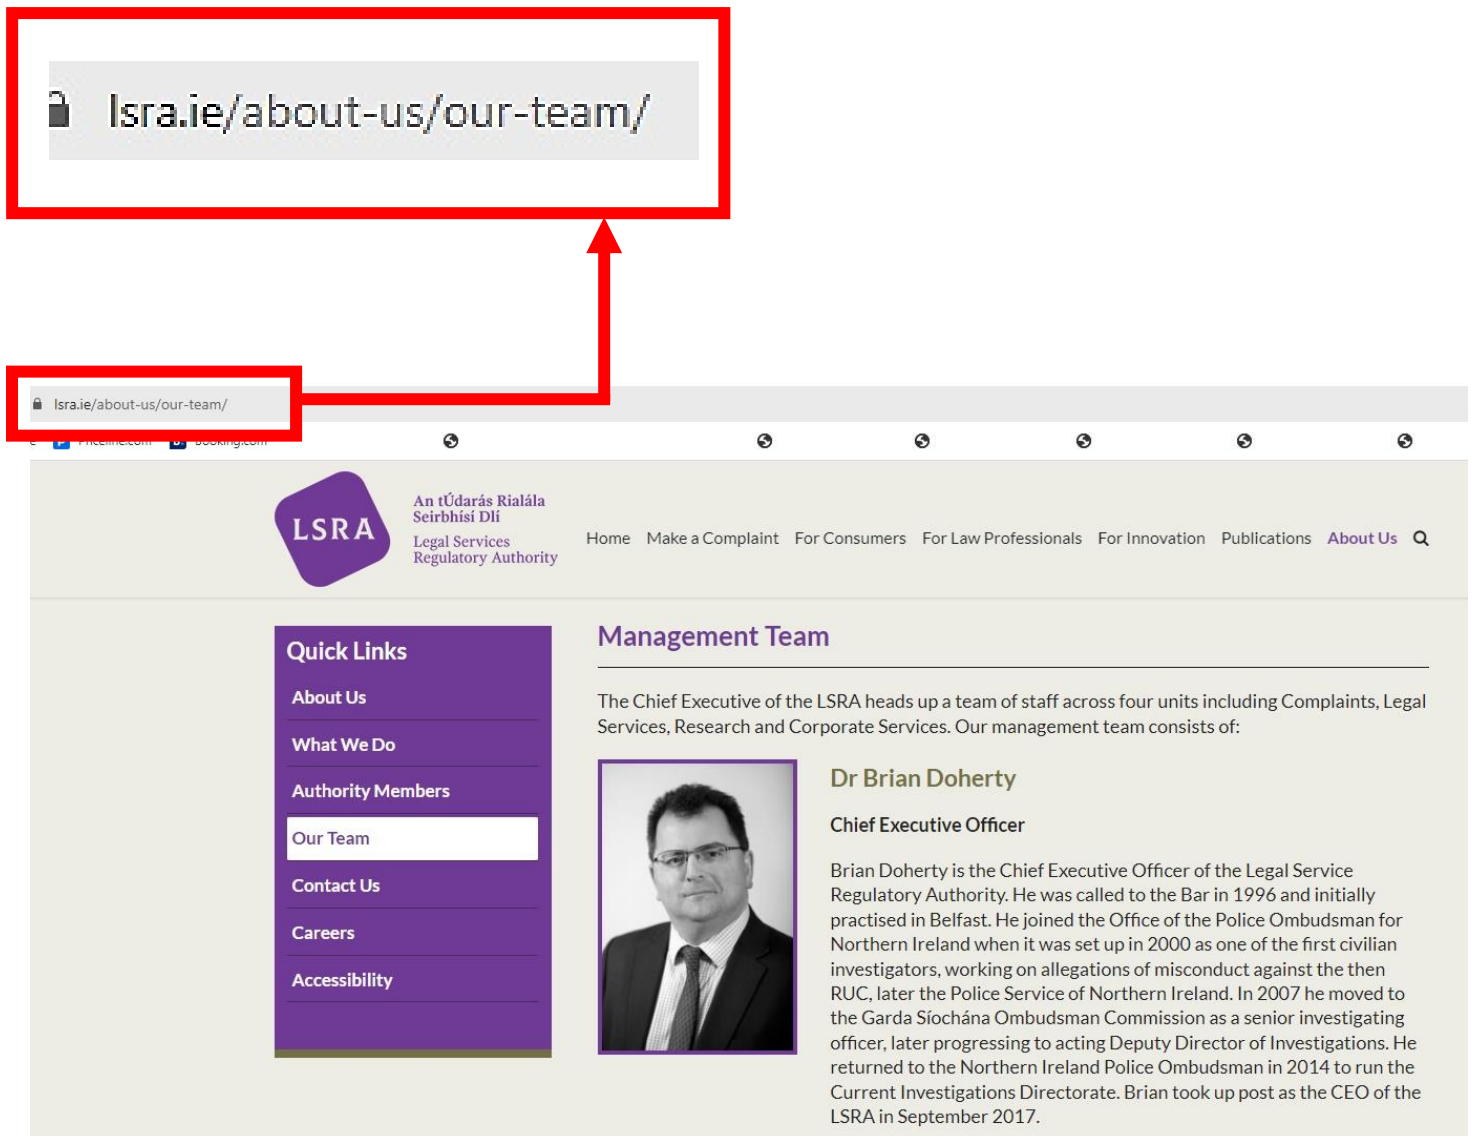 lsra.ie/about-us/our-team/
lsra.ie/about-us/our-team/
LSRA
An tÚdarás Rialála
Seirbhísí Dlí
Legal Services
Regulatory Authority
Home Make a Complaint For Consumers For Law Professionals For Innovation Publications About Us
Quick Links
About Us
What We Do
Authority Members
Our Team
Contact Us
Careers
Accessibility
Management Team
The Chief Executive of the LSRA heads up a team of staff across four units including Complaints, Legal
Services, Research and Corporate Services. Our management team consists of:
Dr Brian Doherty
Chief Executive Officer
Brian Doherty is the Chief Executive Officer of the Legal Service
Regulatory Authority. He was called to the Bar in 1996 and initially
practised in Belfast. He joined the Office of the Police Ombudsman for
Northern Ireland when it was set up in 2000 as one of the first civilian
investigators, working on allegations of misconduct against the then
RUC, later the Police Service of Northern Ireland. In 2007 he moved to
the Garda Síochána Ombudsman Commission as a senior investigating
officer, later progressing to acting Deputy Director of Investigations. He
returned to the Northern Ireland Police Ombudsman in 2014 to run the
Current Investigations Directorate. Brian took up post as the CEO of the
LSRA in September 2017.